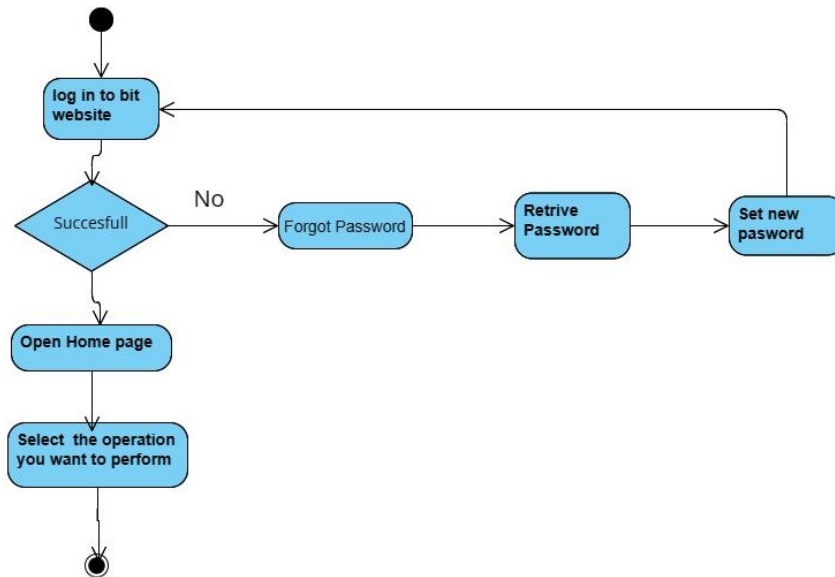 log in to bit
website
No
Succesfull
Forgot Password
Retrive
Password
Set new
pasword
Open Home page
Select the operation
you want to perform